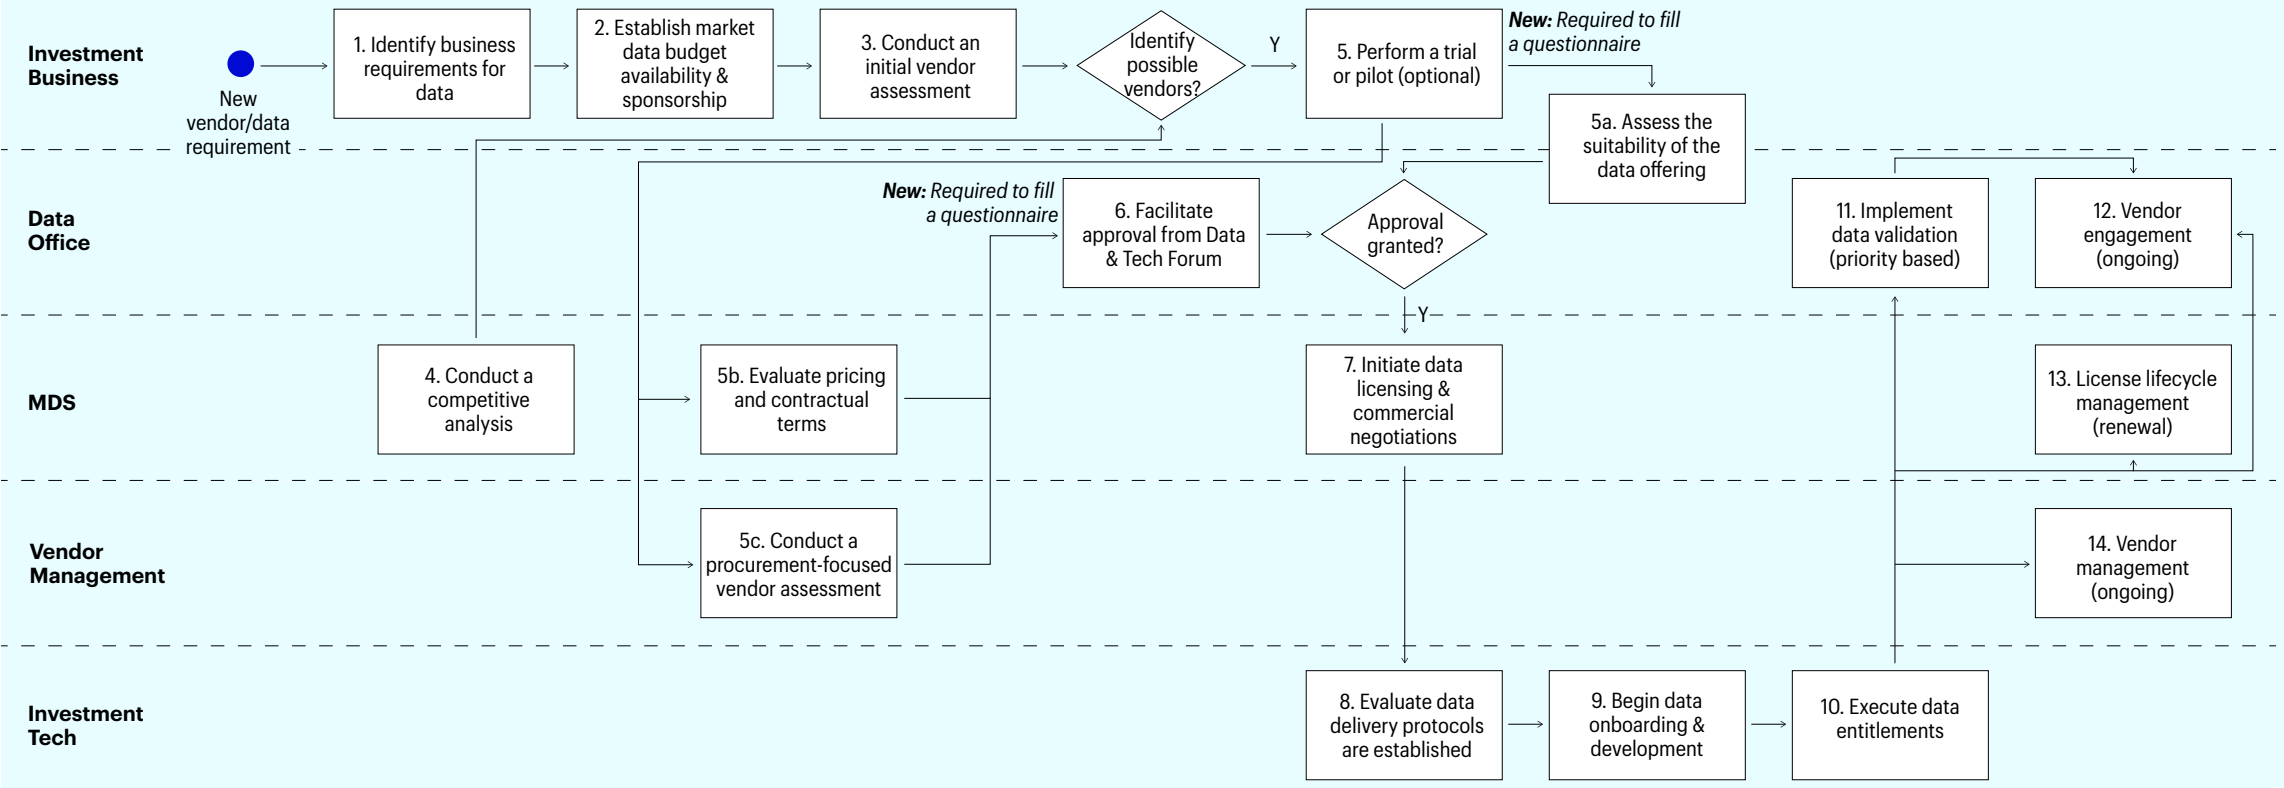 Investment
Business
New
vendor/data
requirement
1. Identify business
requirements for
data
2. Establish market
data budget
availability &
sponsorship
3. Conduct an
initial vendor
assessment
Identify
possible
vendors?
Y
5. Perform a trial
or pilot (optional)
New: Required to fill
a questionnaire
5a. Assess the
suitability of the
data offering
Data
Office
New: Required to fill
a questionnaire
6. Facilitate
approval from Data
& Tech Forum
Approval
granted?
Y
11. Implement
data validation
(priority based)
12. Vendor
engagement
(ongoing)
MDS
4. Conduct a
competitive
analysis
5b. Evaluate pricing
and contractual
terms
7. Initiate data
licensing &
commercial
negotiations
13. License lifecycle
management
(renewal)
Vendor
Management
5c. Conduct a
procurement-focused
vendor assessment
14. Vendor
management
(ongoing)
Investment
Tech
8. Evaluate data
delivery protocols
are established
9. Begin data
onboarding &
development
10. Execute data
entitlements